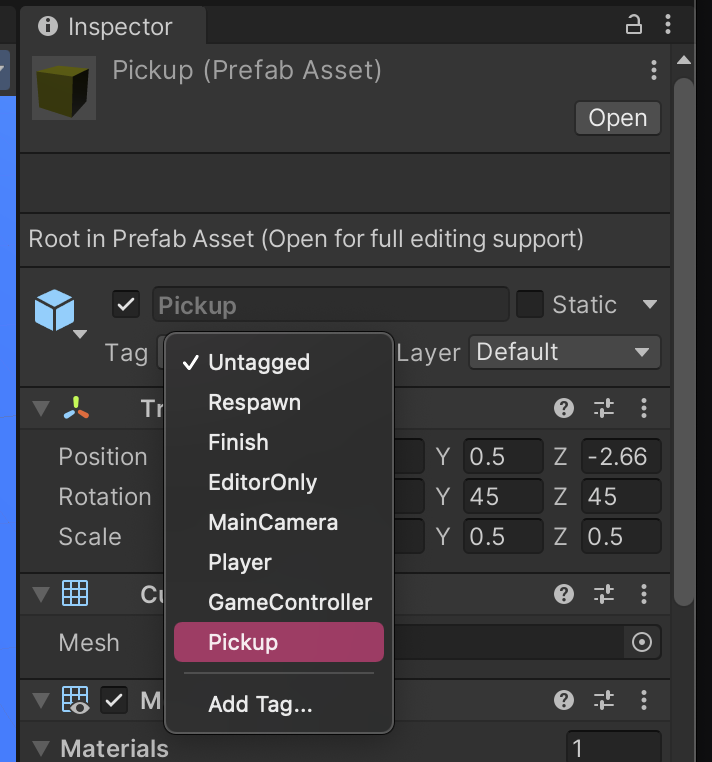 Inspector
Pickup (Prefab Asset)
Open
Root in Prefab Asset (Open for full editing support)
Pickup Static
Tag Layer Default
Untagged
Respawn
Finish
EditorOnly
MainCamera
Player
GameController
Pickup
Add Tag...
Tr
Position Y 0.5 Z -2.66
Rotation Y 45 Z 45
Scale Y 0.5 Z 0.5
Cu
Mesh
M
Materials 1